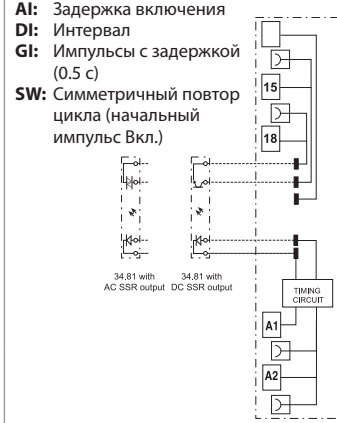 AI: Задержка включения
DI: Интервал
GI: Импульсы с задержкой
(0.5 с)
SW: Симметричный повтор
цикла (начальный
импульс Вкл.)
15
18
34.81 with
AC SSR output
34.81 with
DC SSR output
TIMING
CIRCUIT
A1
A2